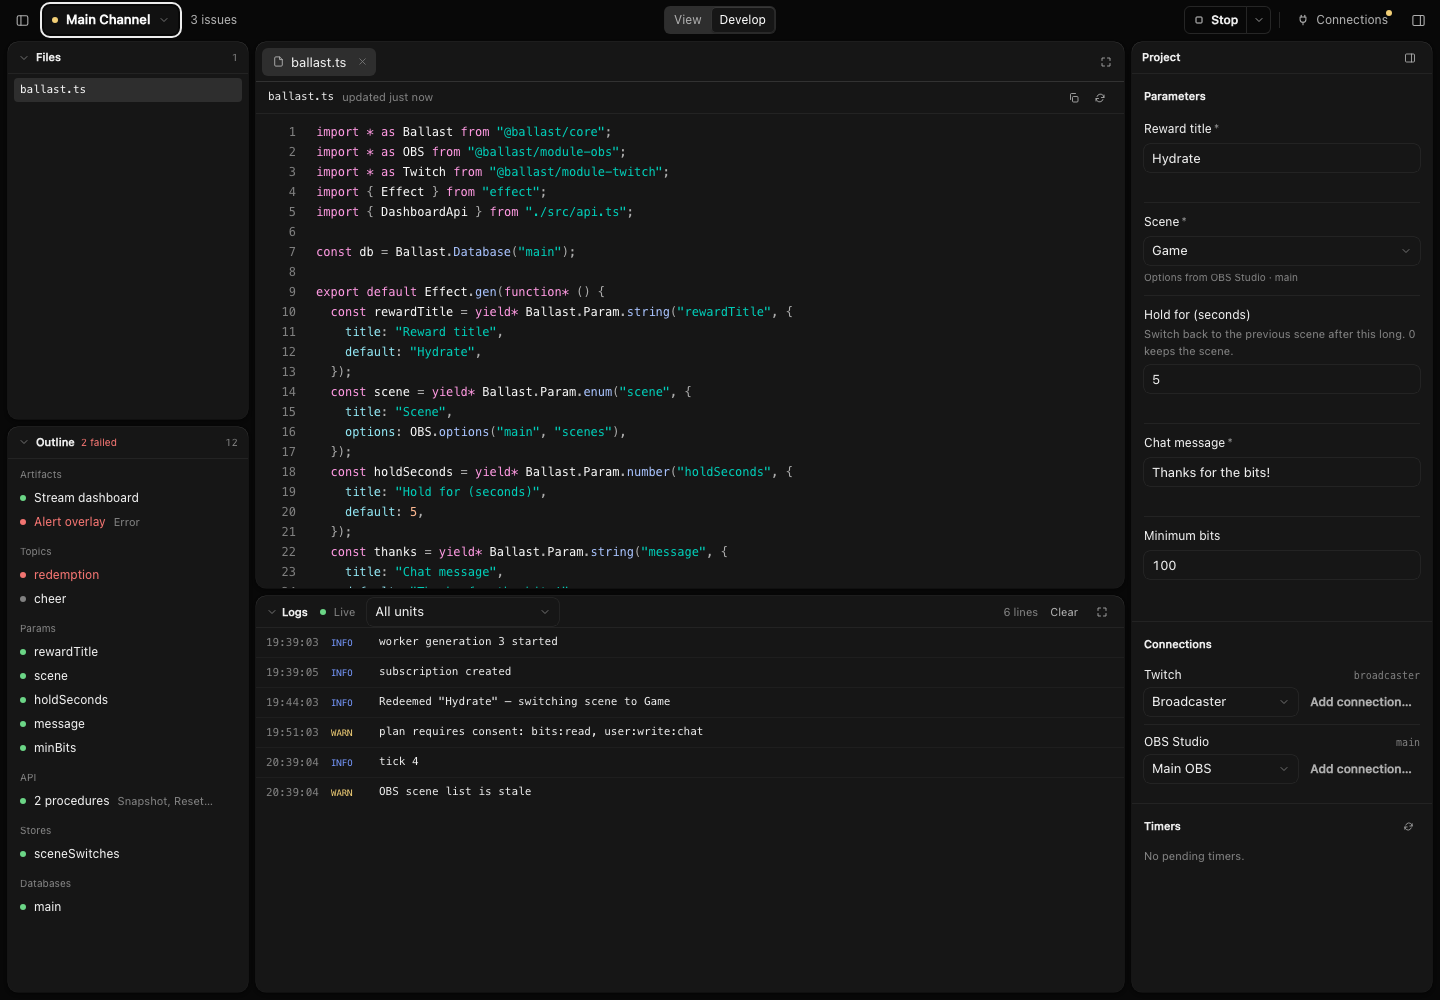 Main Channel
3 issues
View
Develop
Stop
Connections
Files
1
ballast.ts
Outline 2 failed
12
Artifacts
Stream dashboard
Alert overlay Error
Topics
redemption
cheer
Params
rewardTitle
scene
holdSeconds
message
minBits
API
2 procedures Snapshot, Reset...
Stores
sceneSwitches
Databases
main
ballast.ts
ballast.ts updated just now
1 import * as Ballast from "@ballast/core";
2 import * as OBS from "@ballast/module-obs";
3 import * as Twitch from "@ballast/module-twitch";
4 import { Effect } from "effect";
5 import { DashboardApi } from "./src/api.ts";
6
7 const db = Ballast.Database("main");
8
9 export default Effect.gen(function* () {
10 const rewardTitle = yield* Ballast.Param.string("rewardTitle", {
11 title: "Reward title",
12 default: "Hydrate",
13 });
14 const scene = yield* Ballast.Param.enum("scene", {
15 title: "Scene",
16 options: OBS.options("main", "scenes"),
17 });
18 const holdSeconds = yield* Ballast.Param.number("holdSeconds", {
19 title: "Hold for (seconds)",
20 default: 5,
21 });
22 const thanks = yield* Ballast.Param.string("message", {
23 title: "Chat message",
Logs
Live
All units
6 lines
Clear
19:39:03 INFO worker generation 3 started
19:39:05 INFO subscription created
19:44:03 INFO Redeemed "Hydrate" — switching scene to Game
19:51:03 WARN plan requires consent: bits:read, user:write:chat
20:39:04 INFO tick 4
20:39:04 WARN OBS scene list is stale
Project
Parameters
Reward title *
Hydrate
Scene *
Game
Options from OBS Studio · main
Hold for (seconds)
Switch back to the previous scene after this long. 0
keeps the scene.
5
Chat message *
Thanks for the bits!
Minimum bits
100
Connections
Twitch
broadcaster
Broadcaster
Add connection...
OBS Studio
main
Main OBS
Add connection...
Timers
No pending timers.